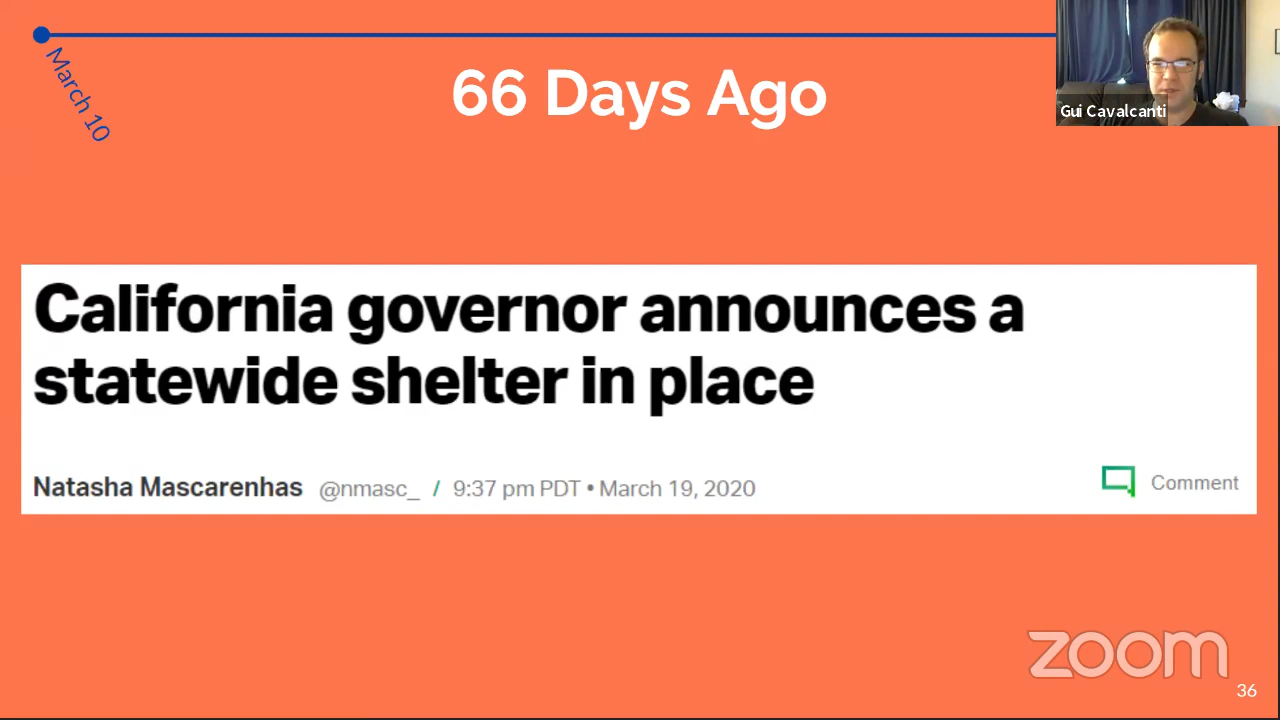 March 10
66 Days Ago
Gui Cavalcanti
California governor announces a
statewide shelter in place
Natasha Mascarenhas @nmasc_ / 9:37 pm PDT • March 19, 2020
Comment
zoom
36